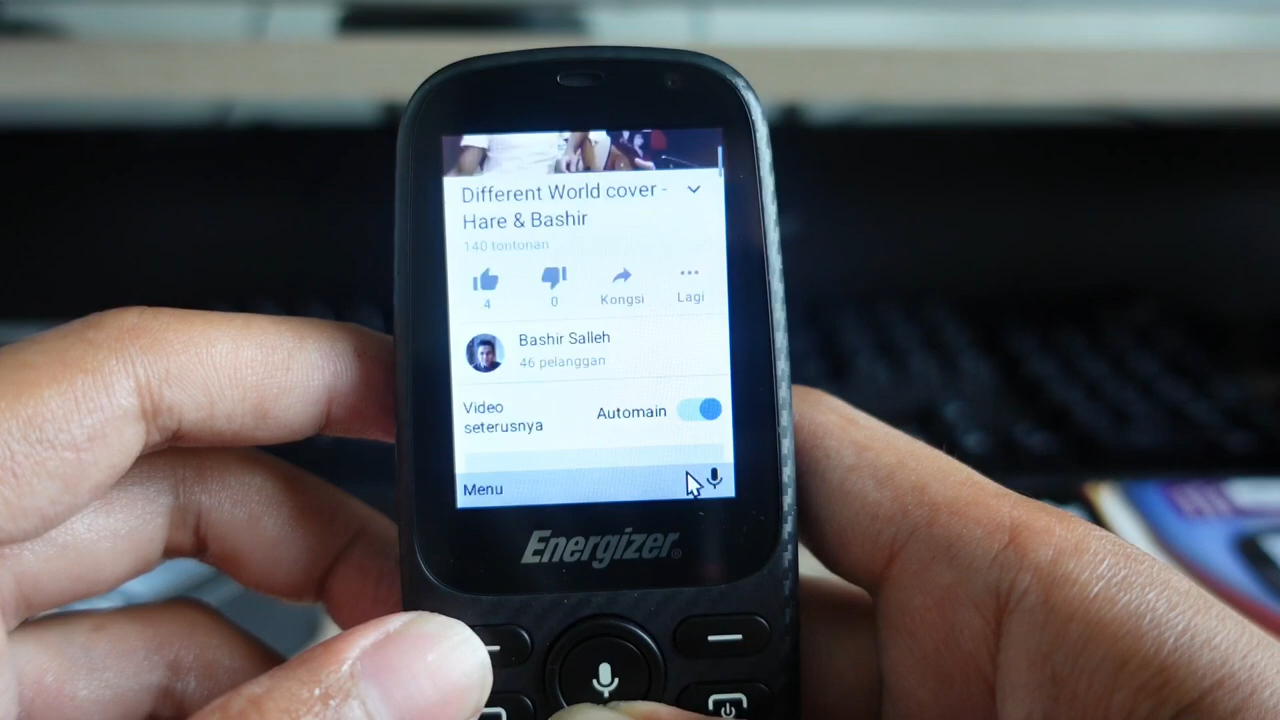 Different World cover -
Hare & Bashir
140 tontonan
4
0
Kongsi
Lagi
Bashir Salleh
46 pelanggan
Video
seterusnya
Automain
Menu
Energizer®